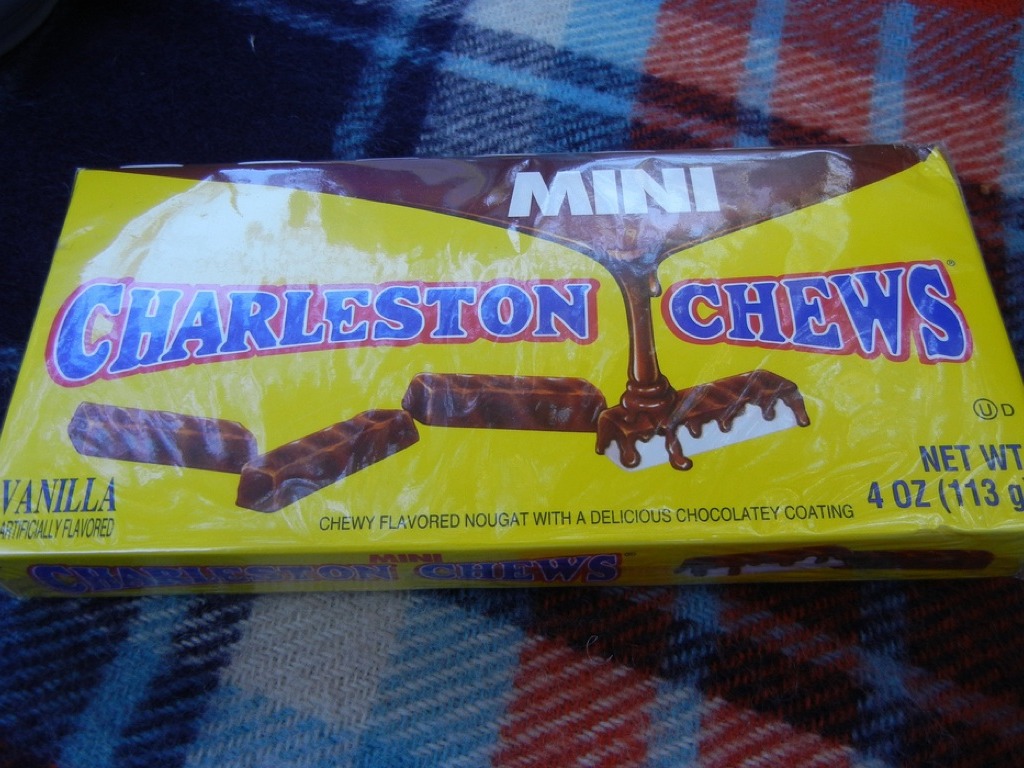 MINI
CHARLESTON CHEWS®
Ⓤ D
NET WT.
4 OZ (113 g
VANILLA
ARTIFICIALLY FLAVORED
CHEWY FLAVORED NOUGAT WITH A DELICIOUS CHOCOLATEY COATING
MINI
CHARLESTON CHEWS